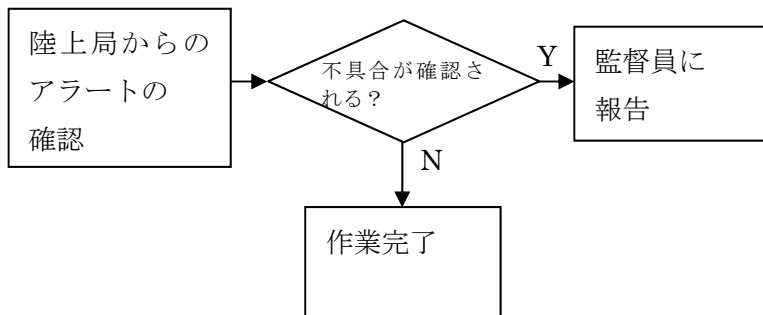 陸上局からの
アラートの
確認
不具合が確認さ
れる？
Y
監督員に
報告
N
作業完了